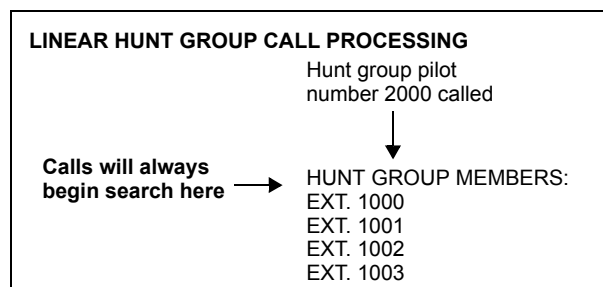 LINEAR HUNT GROUP CALL PROCESSING
Hunt group pilot
number 2000 called
Calls will always
begin search here
HUNT GROUP MEMBERS:
EXT. 1000
EXT. 1001
EXT. 1002
EXT. 1003